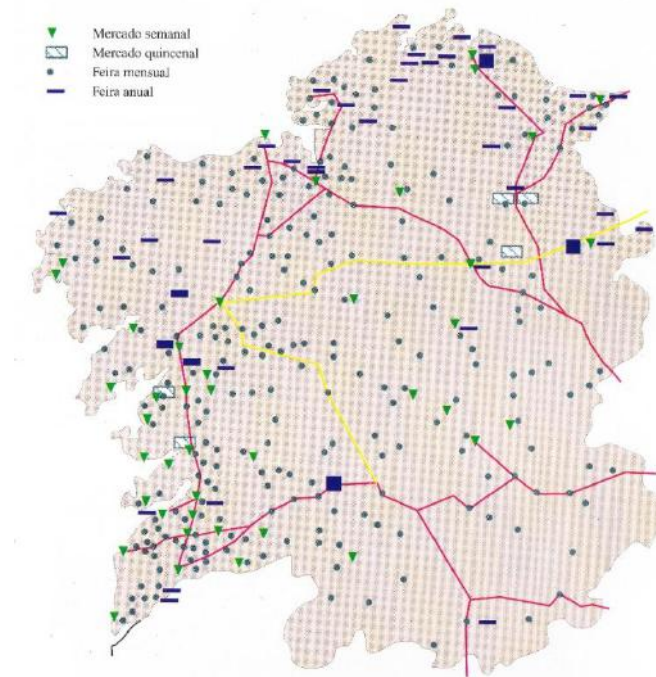 Mercado semanal
Mercado quincenal
Feira mensual
Feira anual